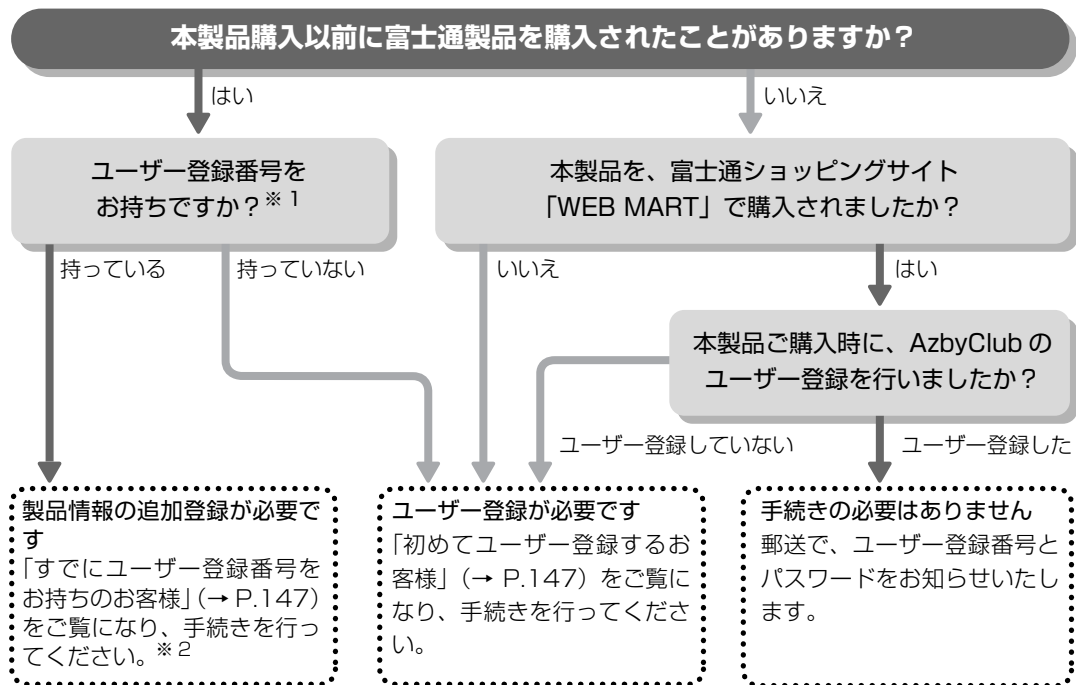 本製品購入以前に富士通製品を購入されたことがありますか？
はい
いいえ
ユーザー登録番号を
お持ちですか？※1
本製品を、富士通ショッピングサイト
「WEB MART」で購入されましたか？
持っている
持っていない
いいえ
はい
本製品ご購入時に、AzbyClub の
ユーザー登録を行いましたか？
ユーザー登録していない
ユーザー登録した
製品情報の追加登録が必要で
す
「すでにユーザー登録番号を
お持ちのお客様」（→ P.147）
をご覧になり、手続きを行っ
てください。※2
ユーザー登録が必要です
「初めてユーザー登録するお
客様」（→ P.147）をご覧に
なり、手続きを行ってくださ
い。
手続きの必要はありません
郵送で、ユーザー登録番号と
パスワードをお知らせいたし
ます。